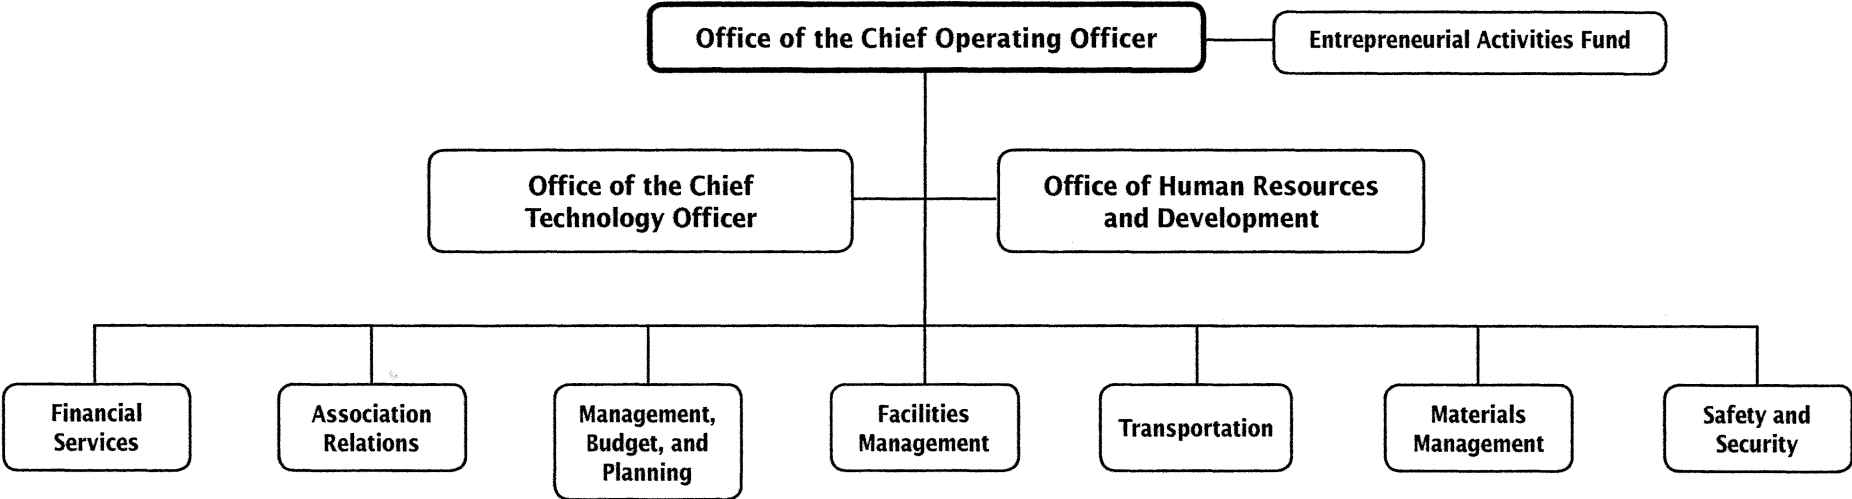 Office of the Chief Operating Officer
Entrepreneurial Activities Fund
Office of the Chief
Technology Officer
Office of Human Resources
and Development
Financial
Services
Association
Relations
Management,
Budget, and
Planning
Facilities
Management
Transportation
Materials
Management
Safety and
Security